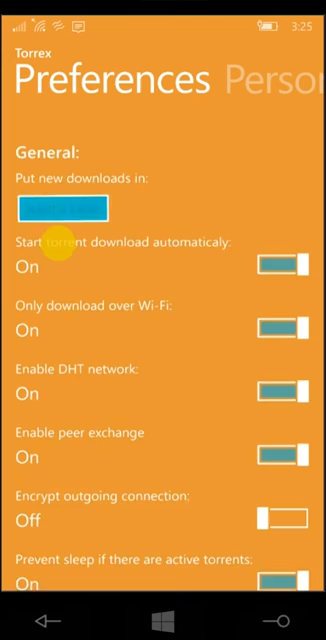 3:25
Torrex
Preferences Person
General:
Put new downloads in:
Start torrent download automaticaly:
On
Only download over Wi-Fi:
On
Enable DHT network:
On
Enable peer exchange
On
Encrypt outgoing connection:
Off
Prevent sleep if there are active torrents:
On